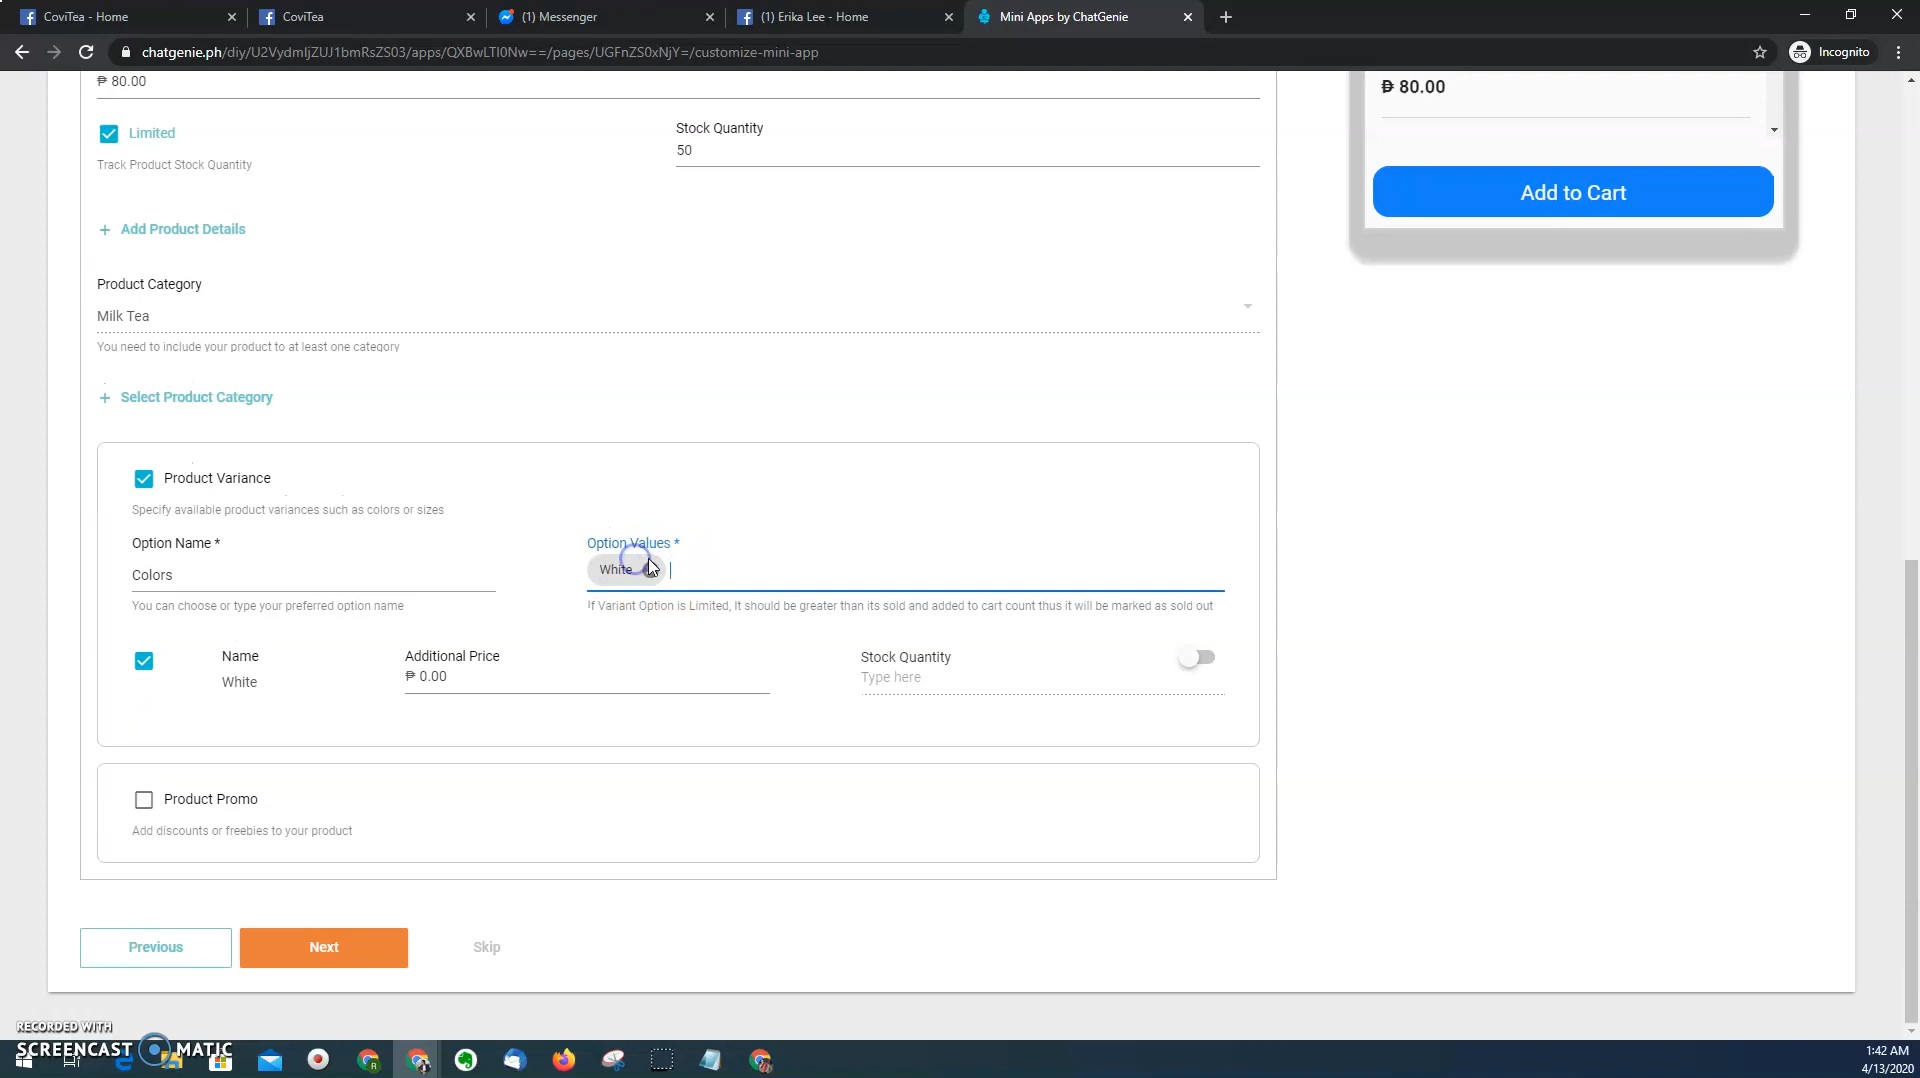 CoviTea - Home
CoviTea
(1) Messenger
(1) Erika Lee - Home
Mini Apps by ChatGenie
chatgenie.ph/diy/U2VydmljZUJ1bmRsZS03/apps/QXBwLTI0Nw==/pages/UGFnZS0xNjY=/customize-mini-app
Incognito
₱ 80.00
₱ 80.00
Limited
Track Product Stock Quantity
Stock Quantity
50
Add to Cart
+ Add Product Details
Product Category
Milk Tea
You need to include your product to at least one category
+ Select Product Category
Product Variance
Specify available product variances such as colors or sizes
Option Name *
Colors
You can choose or type your preferred option name
Option Values *
White
If Variant Option is Limited, It should be greater than its sold and added to cart count thus it will be marked as sold out
Name
White
Additional Price
₱ 0.00
Stock Quantity
Type here
Product Promo
Add discounts or freebies to your product
Previous
Next
Skip
RECORDED WITH
SCREENCAST MATIC
1:42 AM
4/13/2020